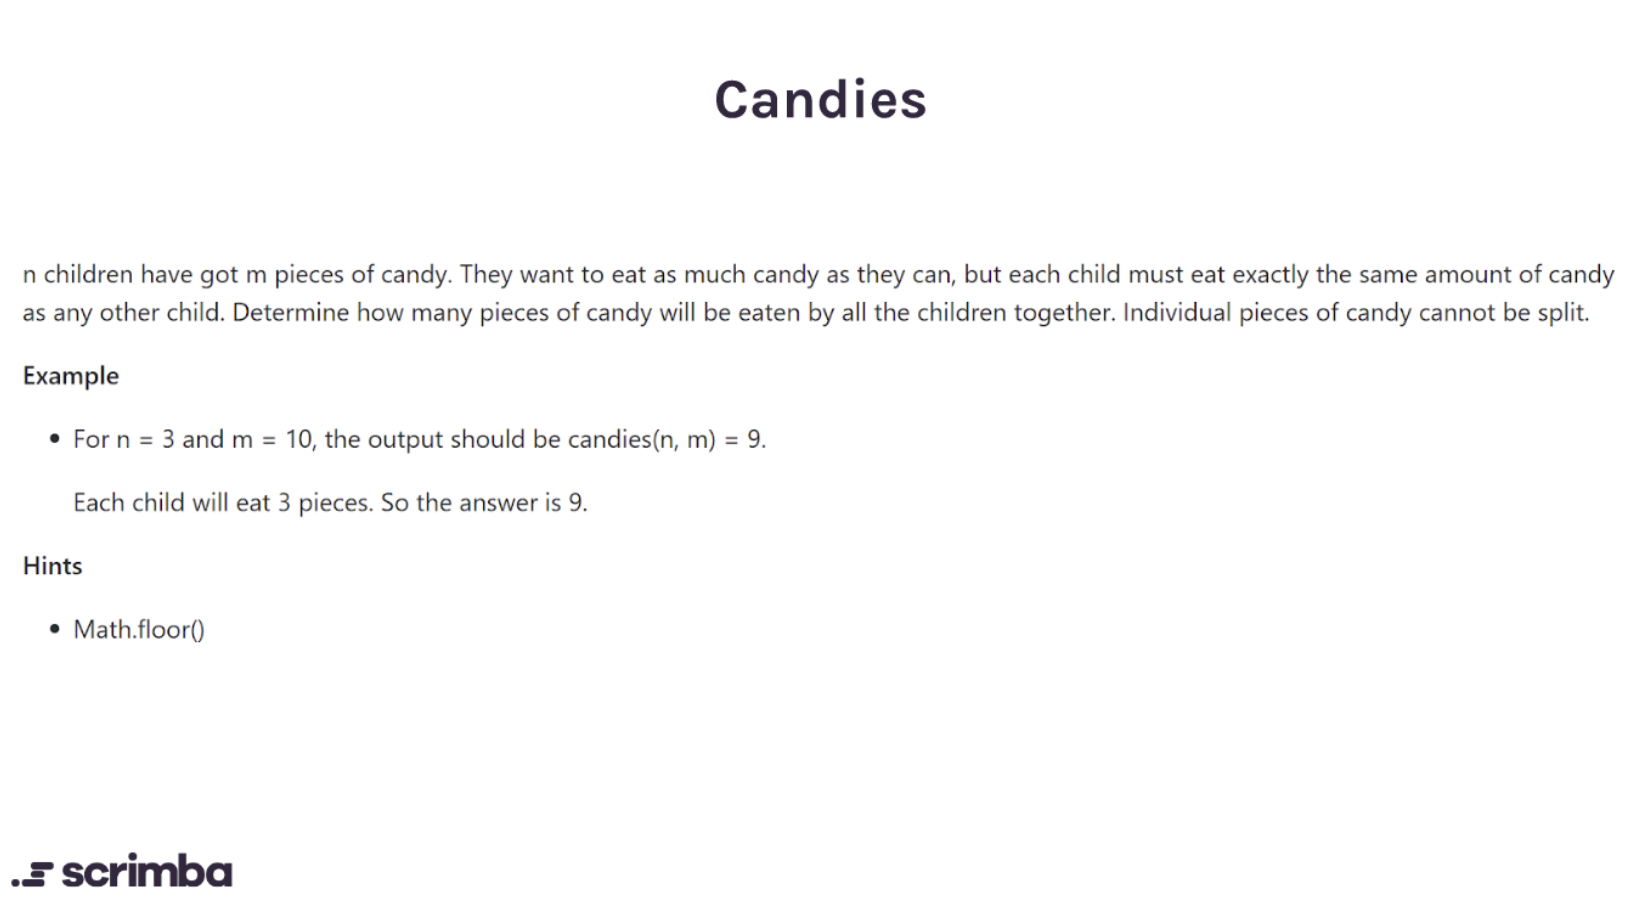 Candies
n children have got m pieces of candy. They want to eat as much candy as they can, but each child must eat exactly the same amount of candy
as any other child. Determine how many pieces of candy will be eaten by all the children together. Individual pieces of candy cannot be split.
Example
• For n = 3 and m = 10, the output should be candies(n, m) = 9.
Each child will eat 3 pieces. So the answer is 9.
Hints
• Math.floor()
scrimba